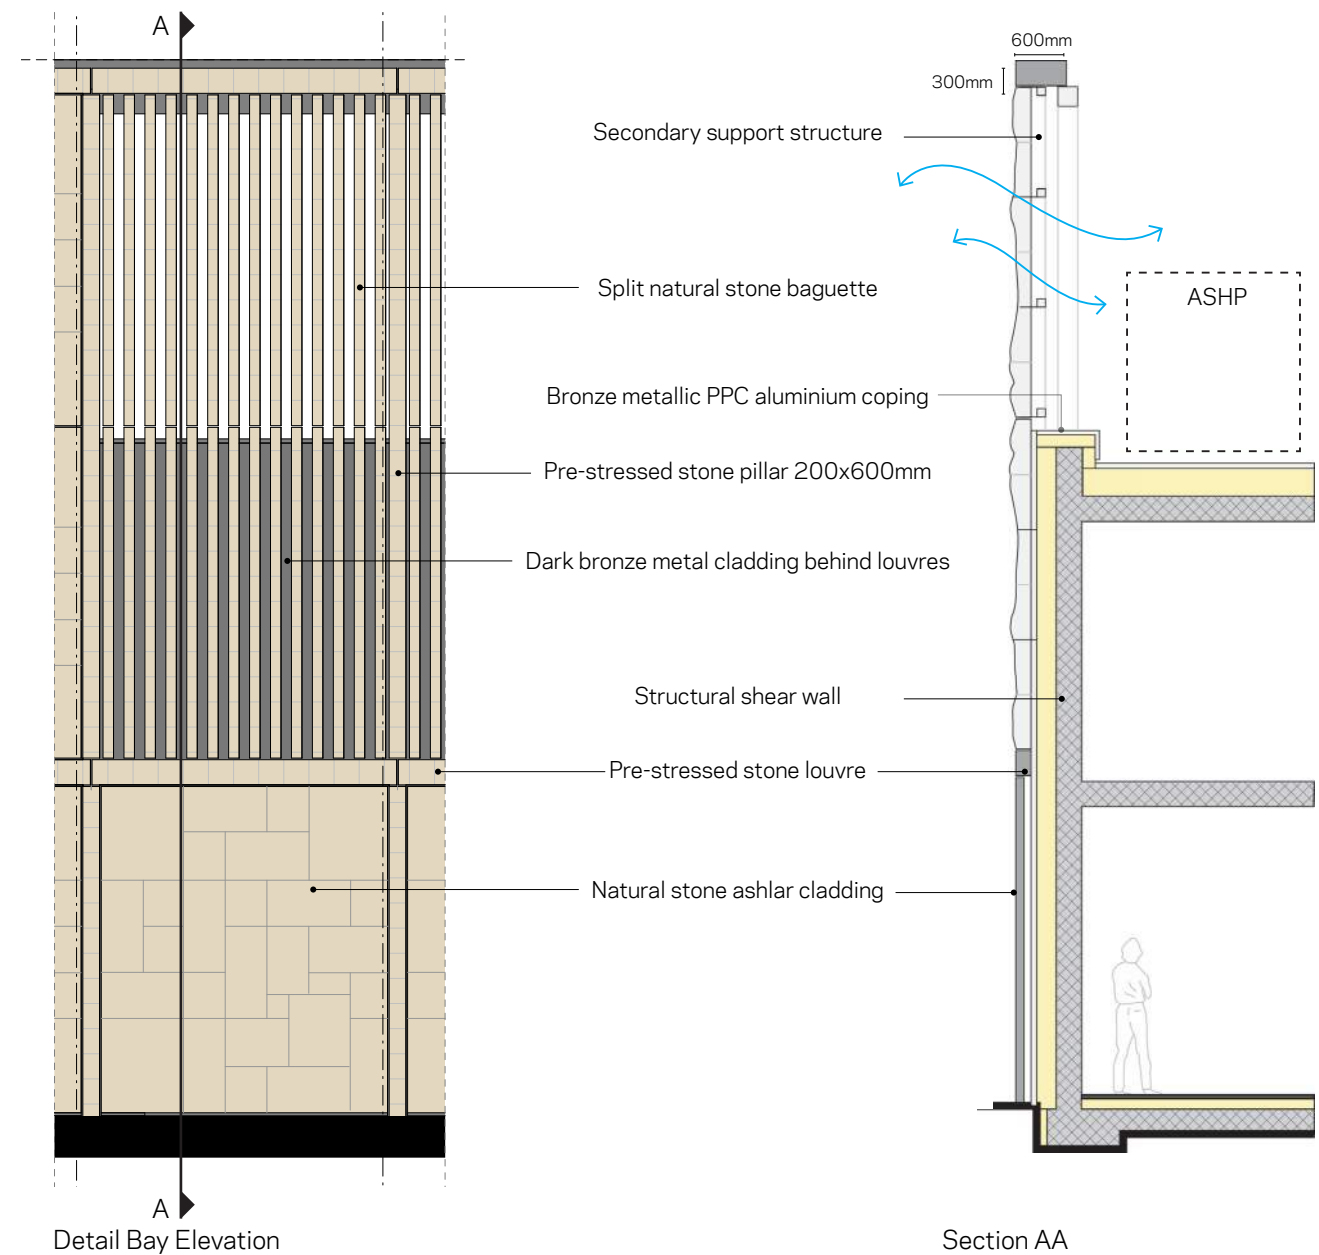 A
600mm
300mm
Secondary support structure
Split natural stone baguette
ASHP
Bronze metallic PPC aluminium coping
Pre-stressed stone pillar 200x600mm
Dark bronze metal cladding behind louvres
Structural shear wall
Pre-stressed stone louvre
Natural stone ashlar cladding
A
Detail Bay Elevation
Section AA